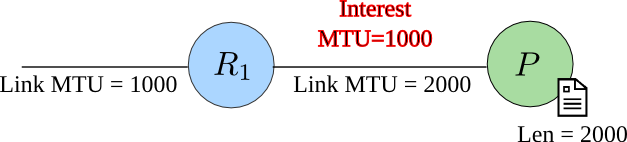 Interest
MTU=1000
R1
P
Link MTU = 1000
Link MTU = 2000
Len = 2000